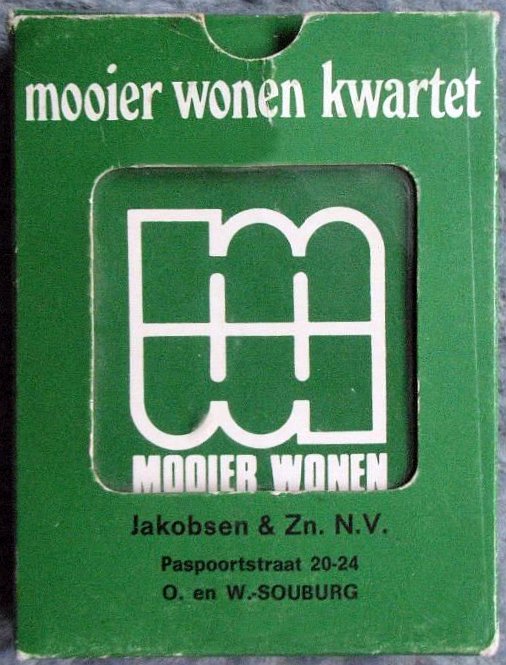 mooier wonen kwartet
MOOIER WONEN
Jakobsen & Zn. N.V.
Paspoortstraat 20-24
O. en W.-SOUBURG